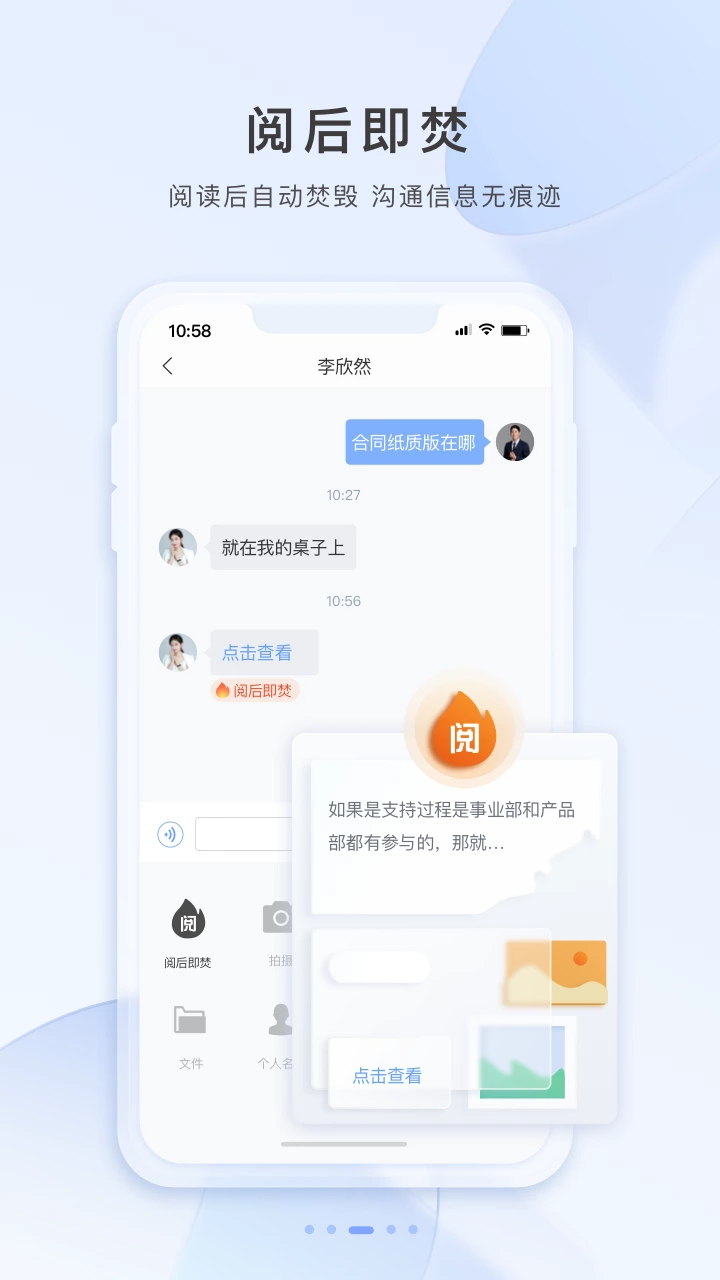 阅后即焚
阅读后自动焚毁 沟通信息无痕迹
10:58
李欣然
合同纸质版在哪
10:27
就在我的桌子上
10:56
点击查看
阅后即焚
阅
如果是支持过程是事业部和产品
部都有参与的，那就...
阅
阅后即焚
拍摄
文件
个人名
点击查看